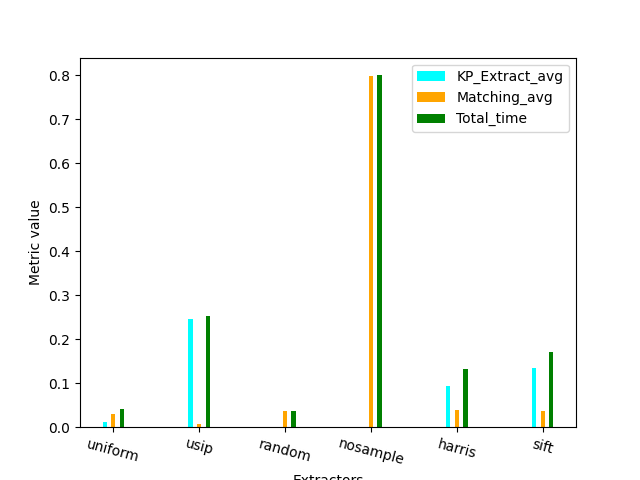 KP_Extract_avg
Matching_avg
Total_time
Metric value
0.8
0.7
0.6
0.5
0.4
0.3
0.2
0.1
0.0
uniform
usip
random
nosample
harris
sift
Extractors